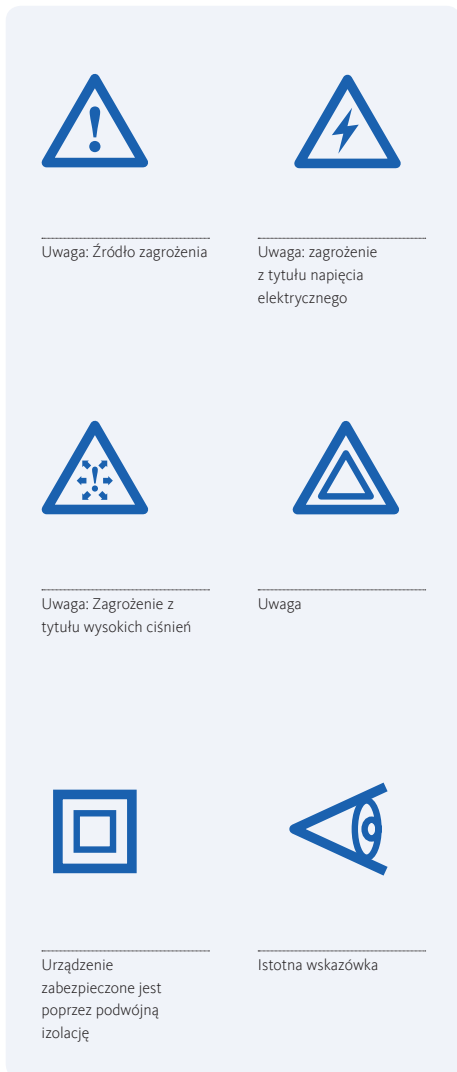 Uwaga: Źródło zagrożenia
Uwaga: zagrożenie
z tytułu napięcia
elektrycznego
Uwaga: Zagrożenie z
tytułu wysokich ciśnień
Uwaga
Urządzenie
zabezpieczone jest
poprzez podwójną
izolację
Istotna wskazówka